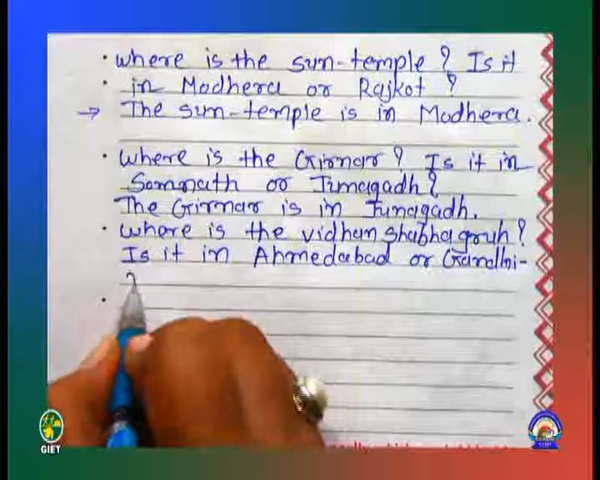 · where is the sun-temple? Is it
· in Modhera or Rajkot?
→ The sun-temple is in Modhera.
· where is the Girnar? Is it in
Somnath or Junagadh?
The Girnar is in Junagadh.
· where is the vidhan shabha gruh?
Is it in Ahmedabad or Gandhi-
·
GIET